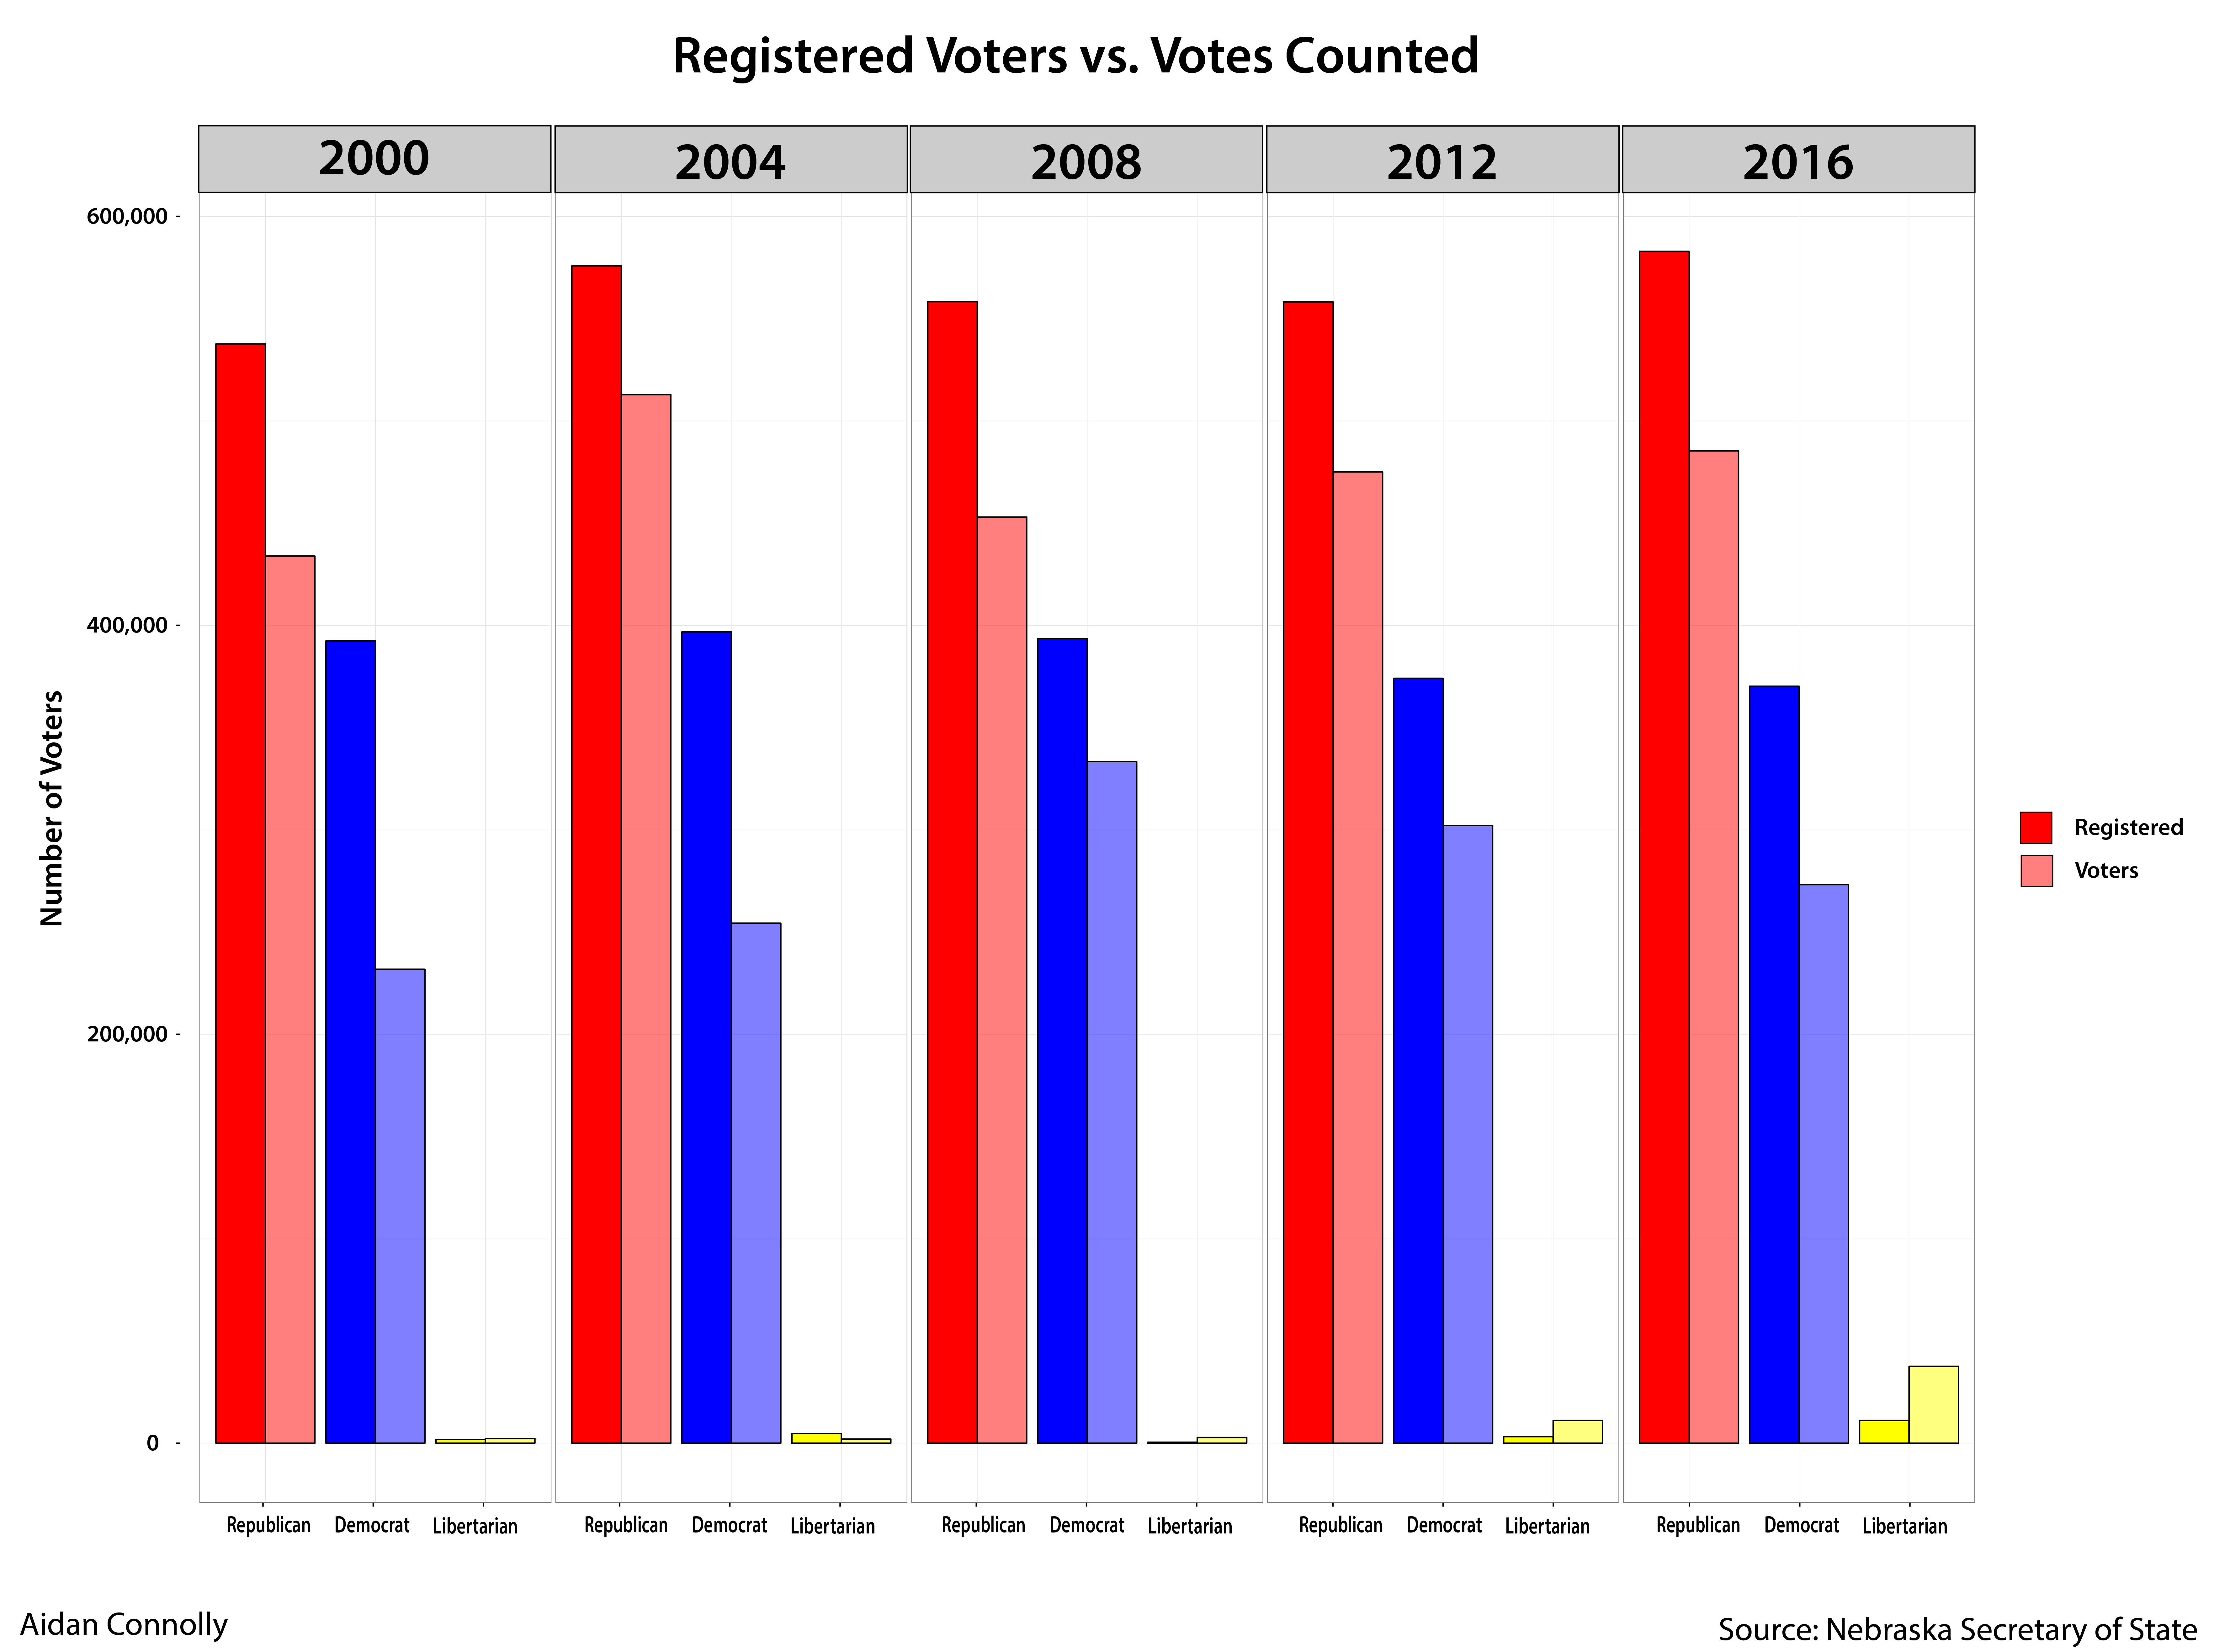 Registered Voters vs. Votes Counted
2000 2004 2008 2012 2016
600,000
400,000
200,000
0
Number of Voters
Registered
Voters
Republican Democrat Libertarian Republican Democrat Libertarian Republican Democrat Libertarian Republican Democrat Libertarian Republican Democrat Libertarian
Aidan Connolly
Source: Nebraska Secretary of State